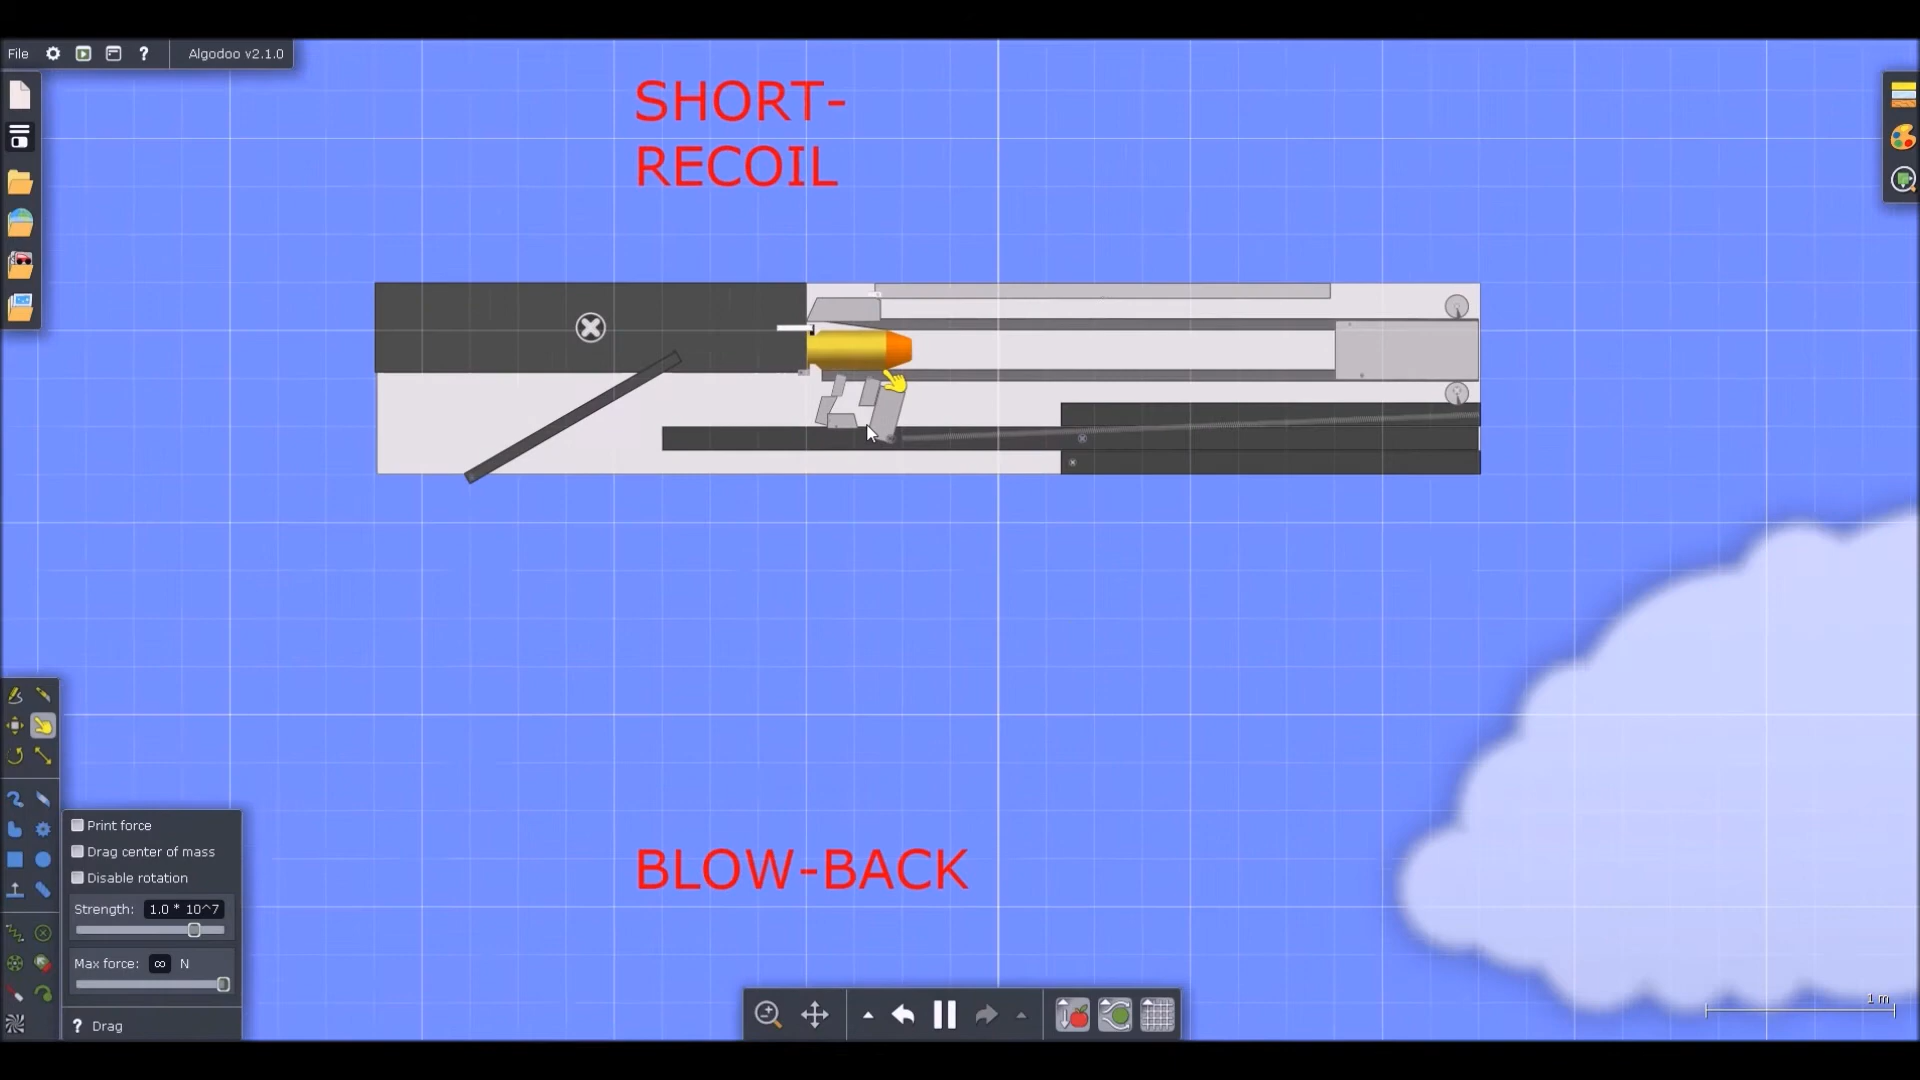 File
?
Algodoo v2.1.0
SHORT-
RECOIL
BLOW-BACK
Print force
Drag center of mass
Disable rotation
Strength: 1.0 * 10^7
Max force: ∞ N
? Drag
1 m